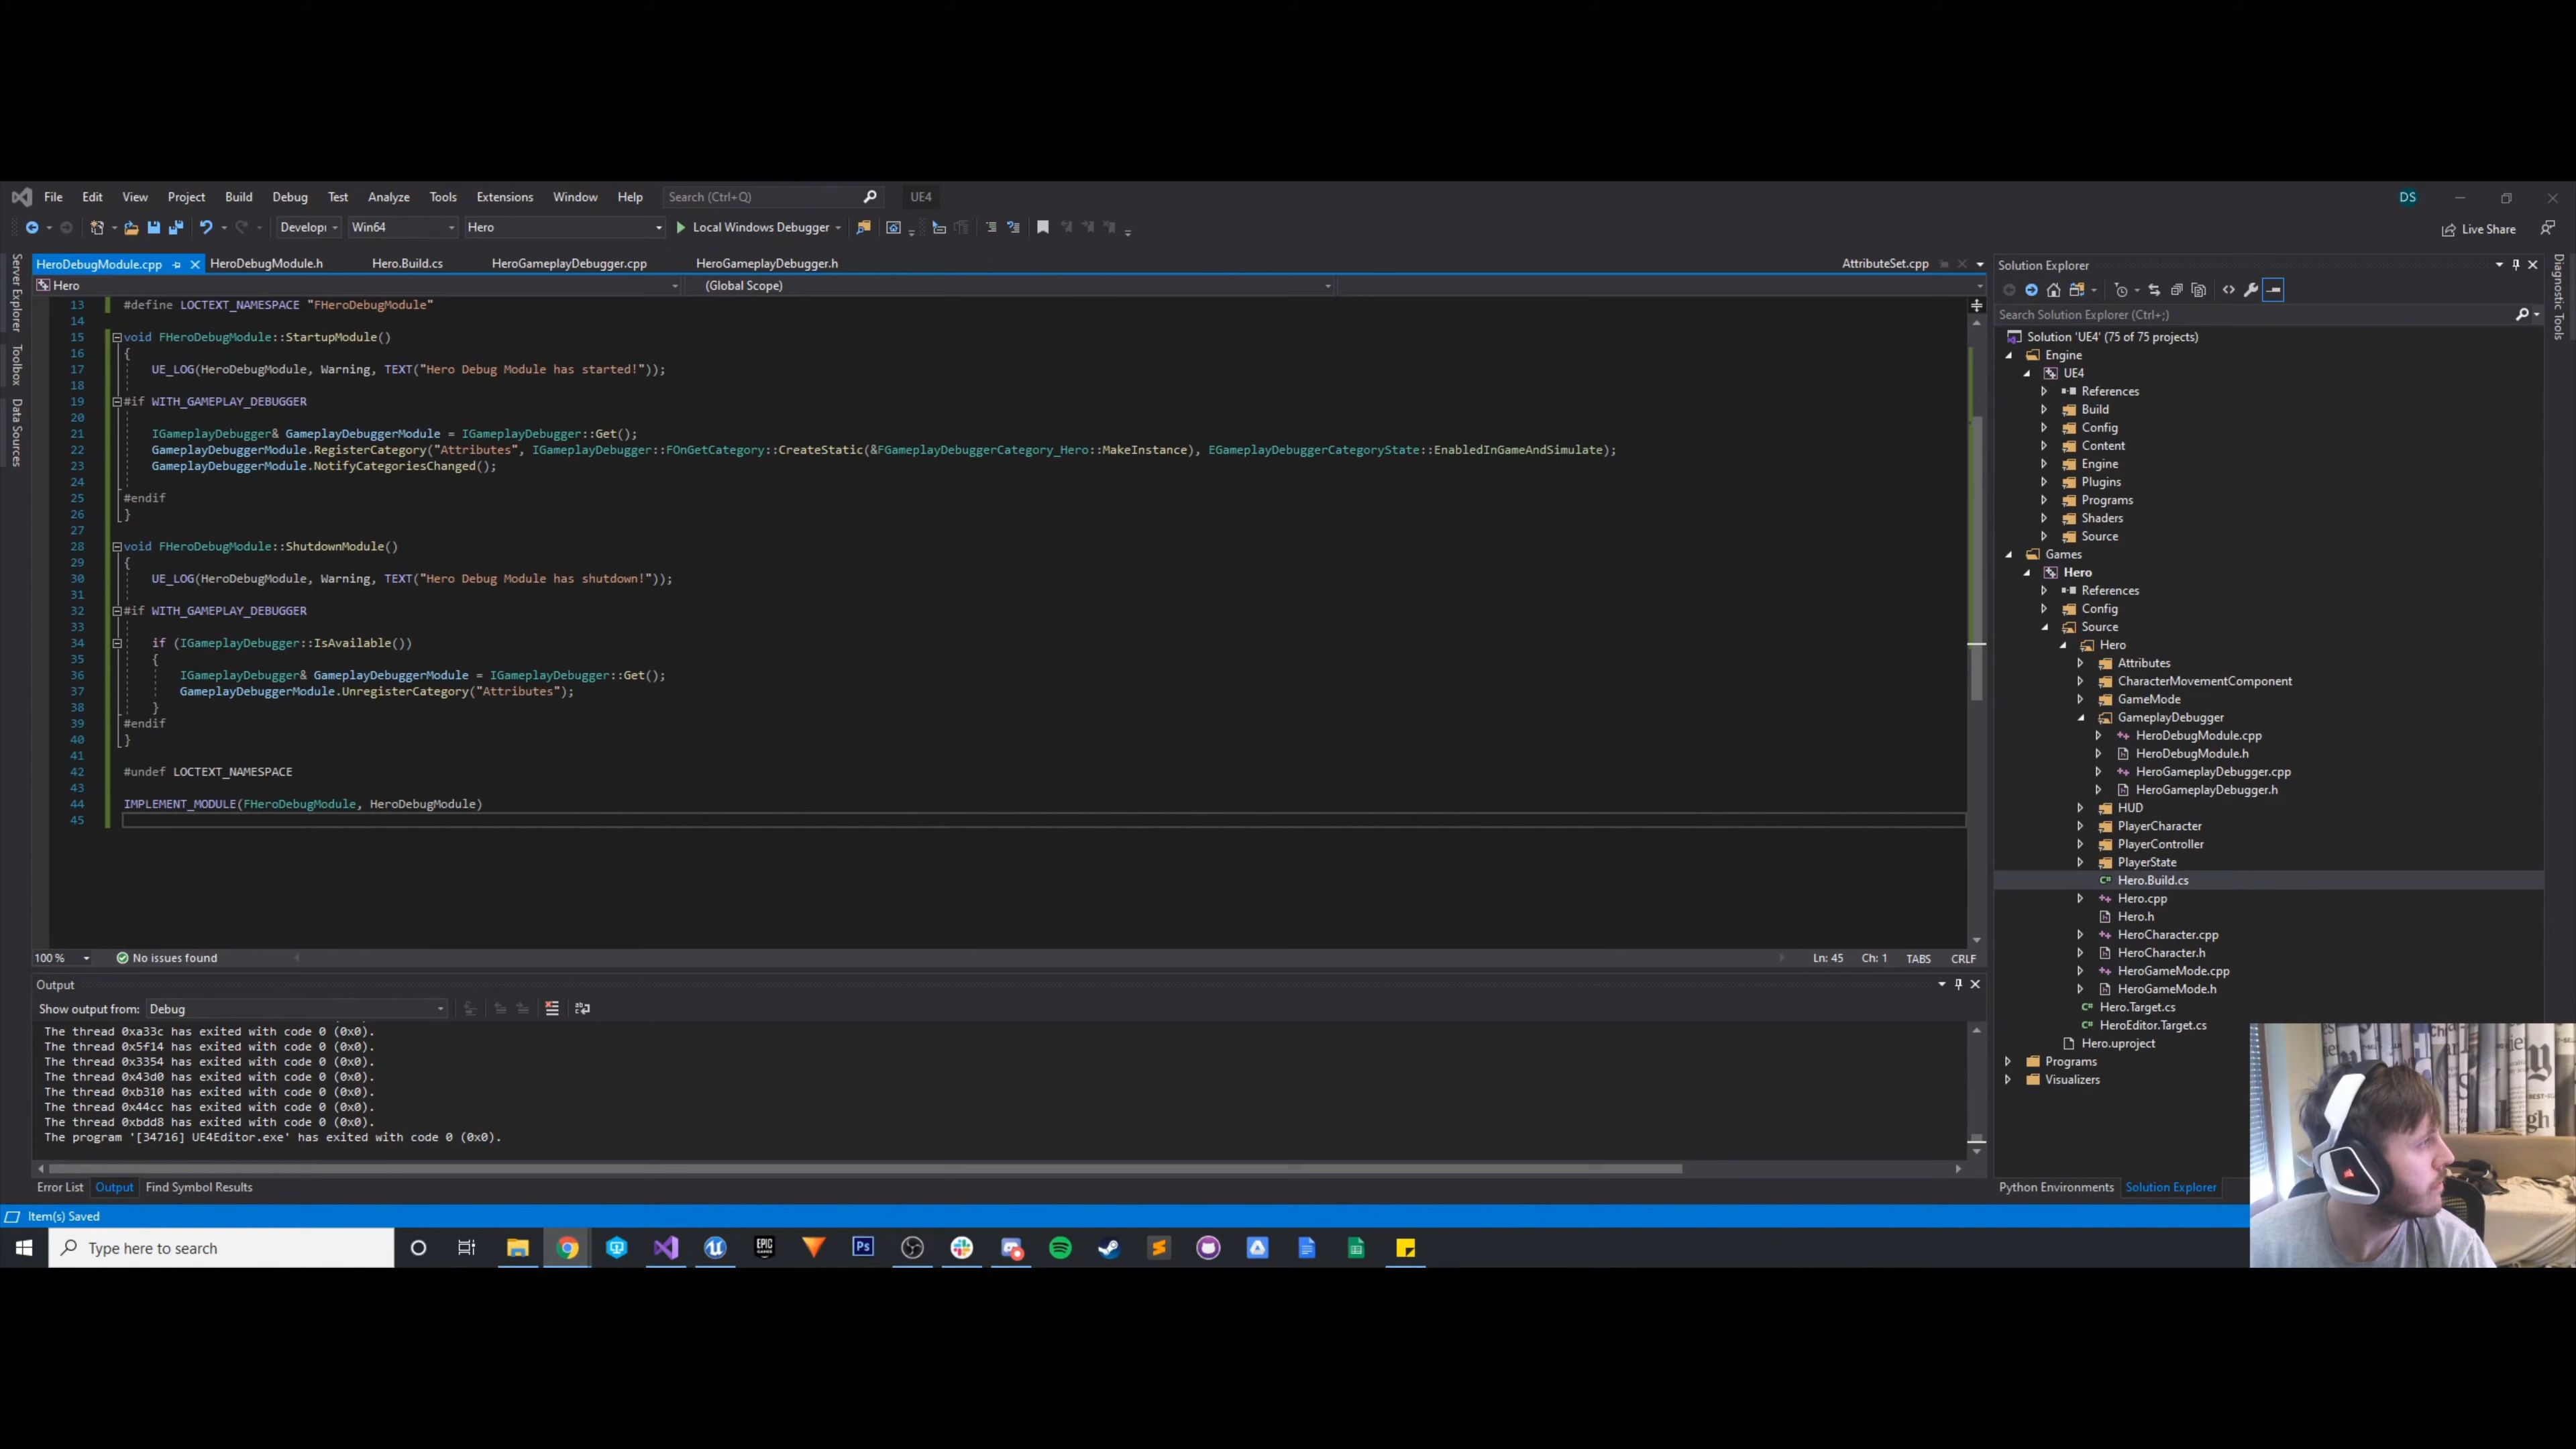 File Edit View Project Build Debug Test Analyze Tools Extensions Window Help Search (Ctrl+Q) UE4 DS
Develop Win64 Hero Local Windows Debugger Live Share
HeroDebugModule.cpp HeroDebugModule.h Hero.Build.cs HeroGameplayDebugger.cpp HeroGameplayDebugger.h AttributeSet.cpp
Hero (Global Scope)
Server Explorer
Toolbox
Data Sources
13 #define LOCTEXT_NAMESPACE "FHeroDebugModule"
14
15 void FHeroDebugModule::StartupModule()
16 {
17 UE_LOG(HeroDebugModule, Warning, TEXT("Hero Debug Module has started!"));
18
19 #if WITH_GAMEPLAY_DEBUGGER
20
21 IGameplayDebugger& GameplayDebuggerModule = IGameplayDebugger::Get();
22 GameplayDebuggerModule.RegisterCategory("Attributes", IGameplayDebugger::FOnGetCategory::CreateStatic(&FGameplayDebuggerCategory_Hero::MakeInstance), EGameplayDebuggerCategoryState::EnabledInGameAndSimulate);
23 GameplayDebuggerModule.NotifyCategoriesChanged();
24
25 #endif
26 }
27
28 void FHeroDebugModule::ShutdownModule()
29 {
30 UE_LOG(HeroDebugModule, Warning, TEXT("Hero Debug Module has shutdown!"));
31
32 #if WITH_GAMEPLAY_DEBUGGER
33
34 if (IGameplayDebugger::IsAvailable())
35 {
36 IGameplayDebugger& GameplayDebuggerModule = IGameplayDebugger::Get();
37 GameplayDebuggerModule.UnregisterCategory("Attributes");
38 }
39 #endif
40 }
41
42 #undef LOCTEXT_NAMESPACE
43
44 IMPLEMENT_MODULE(FHeroDebugModule, HeroDebugModule)
45
100 % No issues found Ln: 45 Ch: 1 TABS CRLF
Output
Show output from: Debug
The thread 0xa33c has exited with code 0 (0x0).
The thread 0x5f14 has exited with code 0 (0x0).
The thread 0x3354 has exited with code 0 (0x0).
The thread 0x43d0 has exited with code 0 (0x0).
The thread 0xb310 has exited with code 0 (0x0).
The thread 0x44cc has exited with code 0 (0x0).
The thread 0xbdd8 has exited with code 0 (0x0).
The program '[34716] UE4Editor.exe' has exited with code 0 (0x0).
Error List Output Find Symbol Results
Item(s) Saved
Solution Explorer
Search Solution Explorer (Ctrl+;)
Solution 'UE4' (75 of 75 projects)
Engine
UE4
References
Build
Config
Content
Engine
Plugins
Programs
Shaders
Source
Games
Hero
References
Config
Source
Hero
Attributes
CharacterMovementComponent
GameMode
GameplayDebugger
HeroDebugModule.cpp
HeroDebugModule.h
HeroGameplayDebugger.cpp
HeroGameplayDebugger.h
HUD
PlayerCharacter
PlayerController
PlayerState
Hero.Build.cs
Hero.cpp
Hero.h
HeroCharacter.cpp
HeroCharacter.h
HeroGameMode.cpp
HeroGameMode.h
Hero.Target.cs
HeroEditor.Target.cs
Hero.uproject
Programs
Visualizers
Python Environments Solution Explorer
Diagnostic Tools
Type here to search
EPIC GAMES
Ps